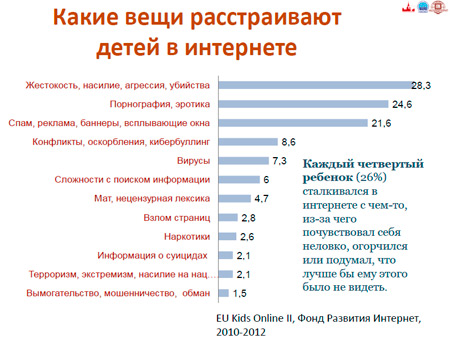 Какие вещи расстраивают
детей в интернете
Жестокость, насилие, агрессия, убийства 28,3
Порнография, эротика 24,6
Спам, реклама, баннеры, всплывающие окна 21,6
Конфликты, оскорбления, кибербуллинг 8,6
Вирусы 7,3
Сложности с поиском информации 6
Мат, нецензурная лексика 4,7
Взлом страниц 2,8
Наркотики 2,6
Информация о суицидах 2,1
Терроризм, экстремизм, насилие на нац... 2,1
Вымогательство, мошенничество, обман 1,5
Каждый четвертый
ребенок (26%)
сталкивался в
интернете с чем-то,
из-за чего
почувствовал себя
неловко, огорчился
или подумал, что
лучше бы ему этого
было не видеть.
EU Kids Online II, Фонд Развития Интернет,
2010-2012